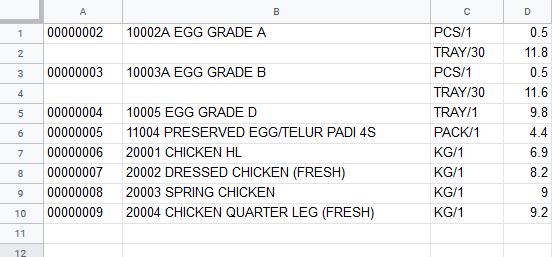 A B C D
1 00000002 10002A EGG GRADE A PCS/1 0.5
2 TRAY/30 11.8
3 00000003 10003A EGG GRADE B PCS/1 0.5
4 TRAY/30 11.6
5 00000004 10005 EGG GRADE D TRAY/1 9.8
6 00000005 11004 PRESERVED EGG/TELUR PADI 4S PACK/1 4.4
7 00000006 20001 CHICKEN HL KG/1 6.9
8 00000007 20002 DRESSED CHICKEN (FRESH) KG/1 8.2
9 00000008 20003 SPRING CHICKEN KG/1 9
10 00000009 20004 CHICKEN QUARTER LEG (FRESH) KG/1 9.2
11
12